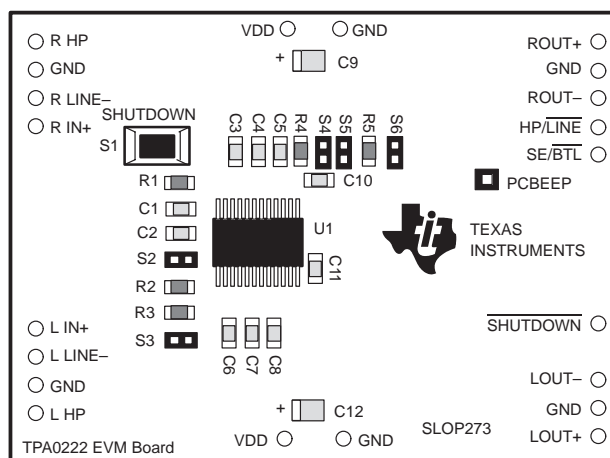 VDD GND
R HP
GND
R LINE–
R IN+
+ C9
ROUT+
GND
ROUT–
HP/LINE
SE/BTL
SHUTDOWN
S1
C3 C4 C5 R4 S4 S5 R5 S6
C10
PCBEEP
R1
C1
C2
S2
R2
R3
S3
U1
C11
TEXAS
INSTRUMENTS
SHUTDOWN
L IN+
L LINE–
GND
L HP
C6 C7 C8
LOUT–
GND
LOUT+
+ C12
SLOP273
TPA0222 EVM Board
VDD GND